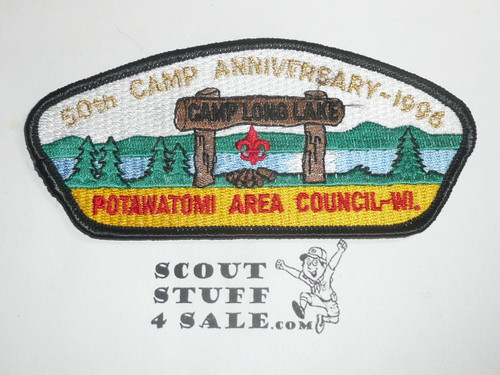 50th CAMP ANNIVERSARY-1996
CAMP LONG LAKE
POTAWATOMI AREA COUNCIL-WI.
SCOUT
STUFF
4 SALE.com